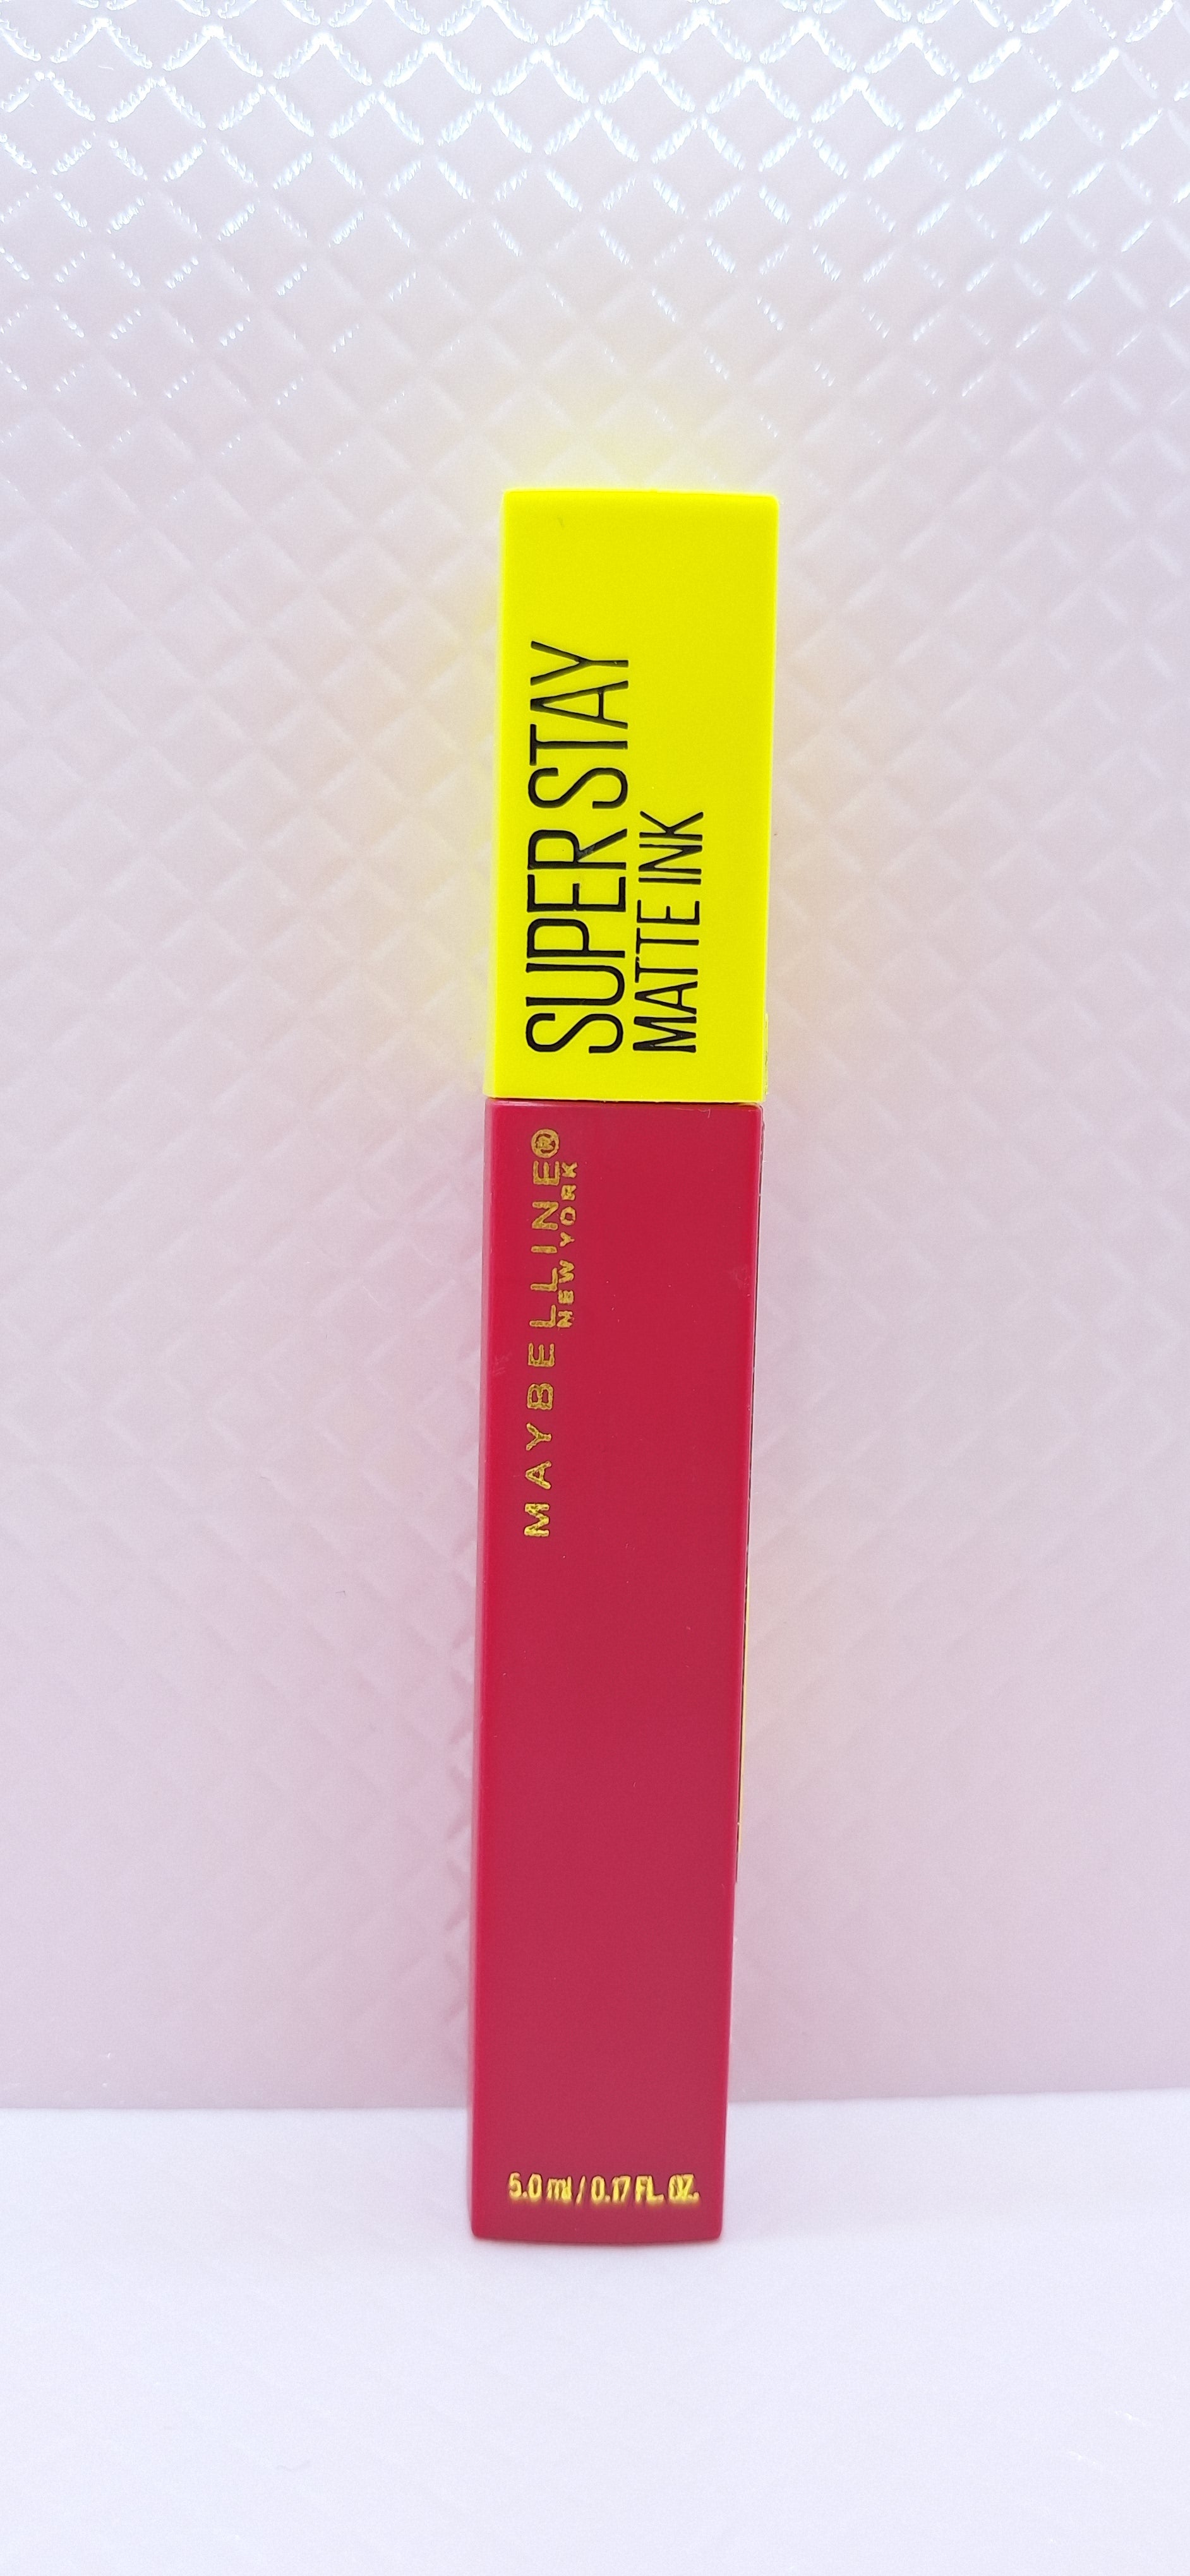 SUPER STAY
MATTE INK
MAYBELLINE®
NEW YORK
5.0 ml / 0.17 FL. OZ.